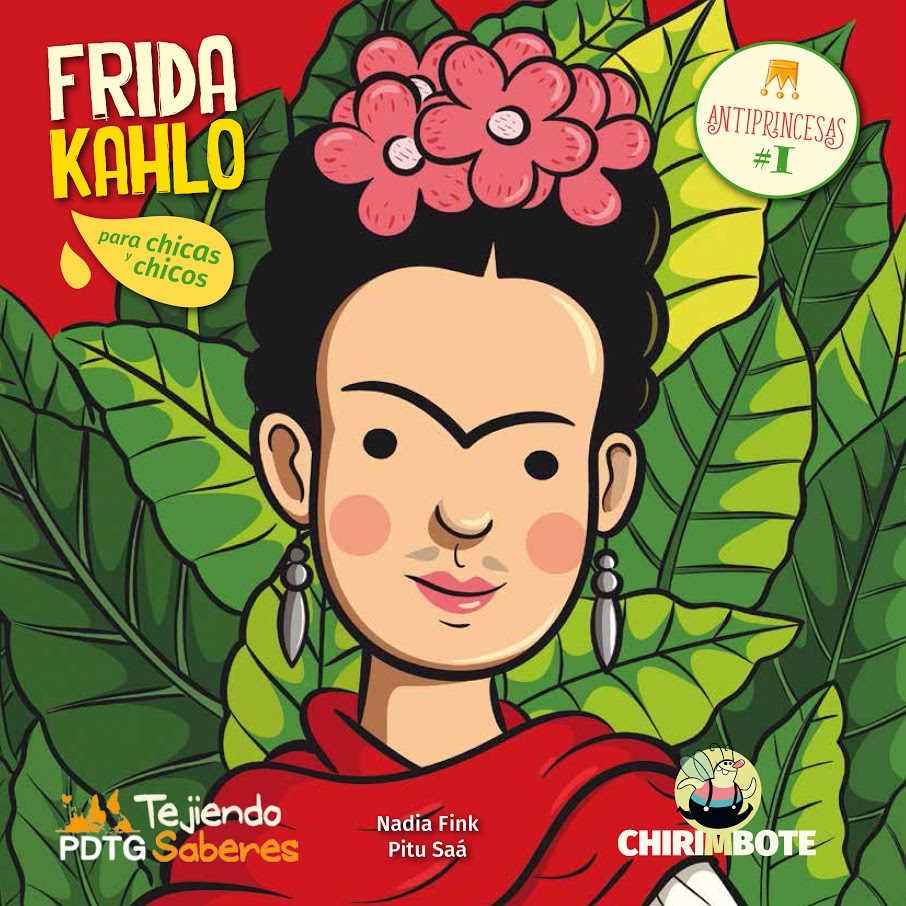 FRIDA
KAHLO
para chicas
y
chicos
ANTIPRINCESAS
#1
Tejiendo
PDTG Saberes
Nadia Fink
Pitu Saá
CHIRIMBOTE